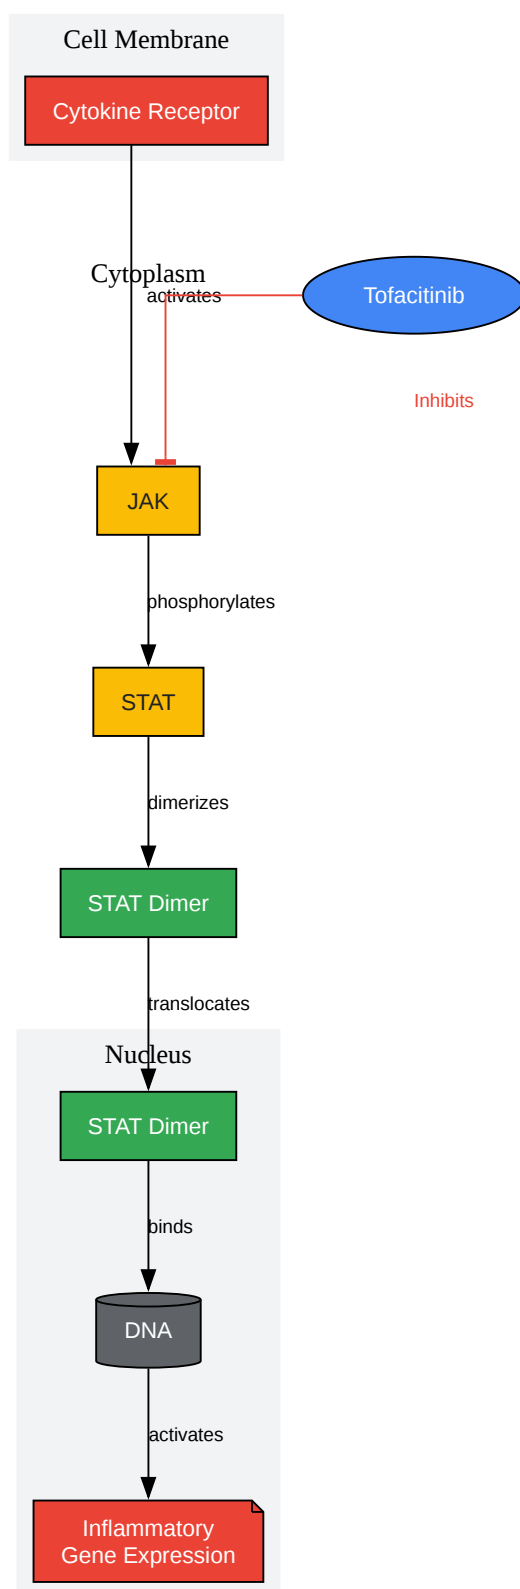 Cell Membrane
Cytokine Receptor
Cytoplasm
activates
Tofacitinib
Inhibits
JAK
phosphorylates
STAT
dimerizes
STAT Dimer
translocates
Nucleus
STAT Dimer
binds
DNA
activates
Inflammatory
Gene Expression